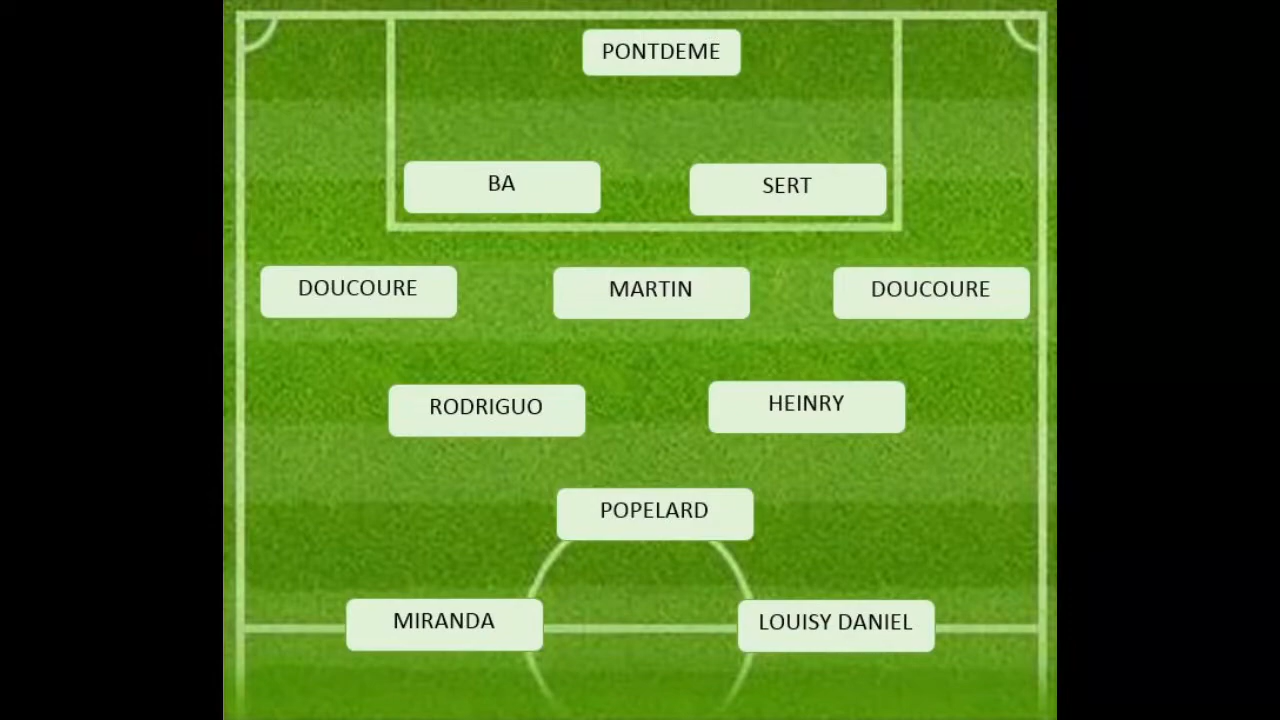 PONTDEME
BA
SERT
DOUCOURE
MARTIN
DOUCOURE
RODRIGUO
HEINRY
POPELARD
MIRANDA
LOUISY DANIEL